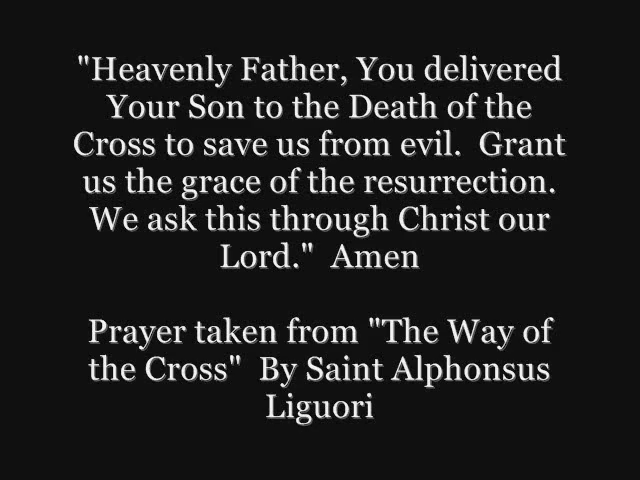 "Heavenly Father, You delivered
Your Son to the Death of the
Cross to save us from evil.  Grant
us the grace of the resurrection.
We ask this through Christ our
Lord."  Amen
Prayer taken from "The Way of
the Cross"  By Saint Alphonsus
Liguori